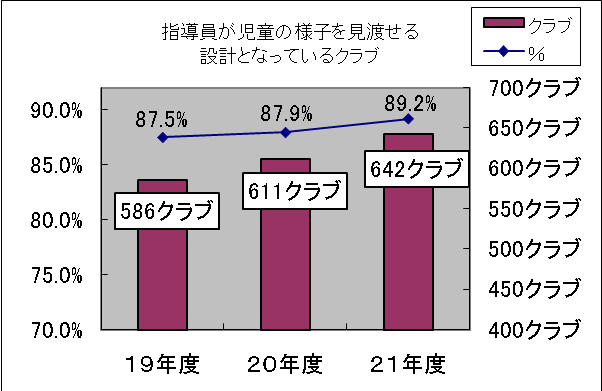 指導員が児童の様子を見渡せる
設計となっているクラブ
クラブ
%
90.0%
85.0%
80.0%
75.0%
70.0%
87.5%
87.9%
89.2%
586クラブ
611クラブ
642クラブ
700クラブ
650クラブ
600クラブ
550クラブ
500クラブ
450クラブ
400クラブ
19年度
20年度
21年度